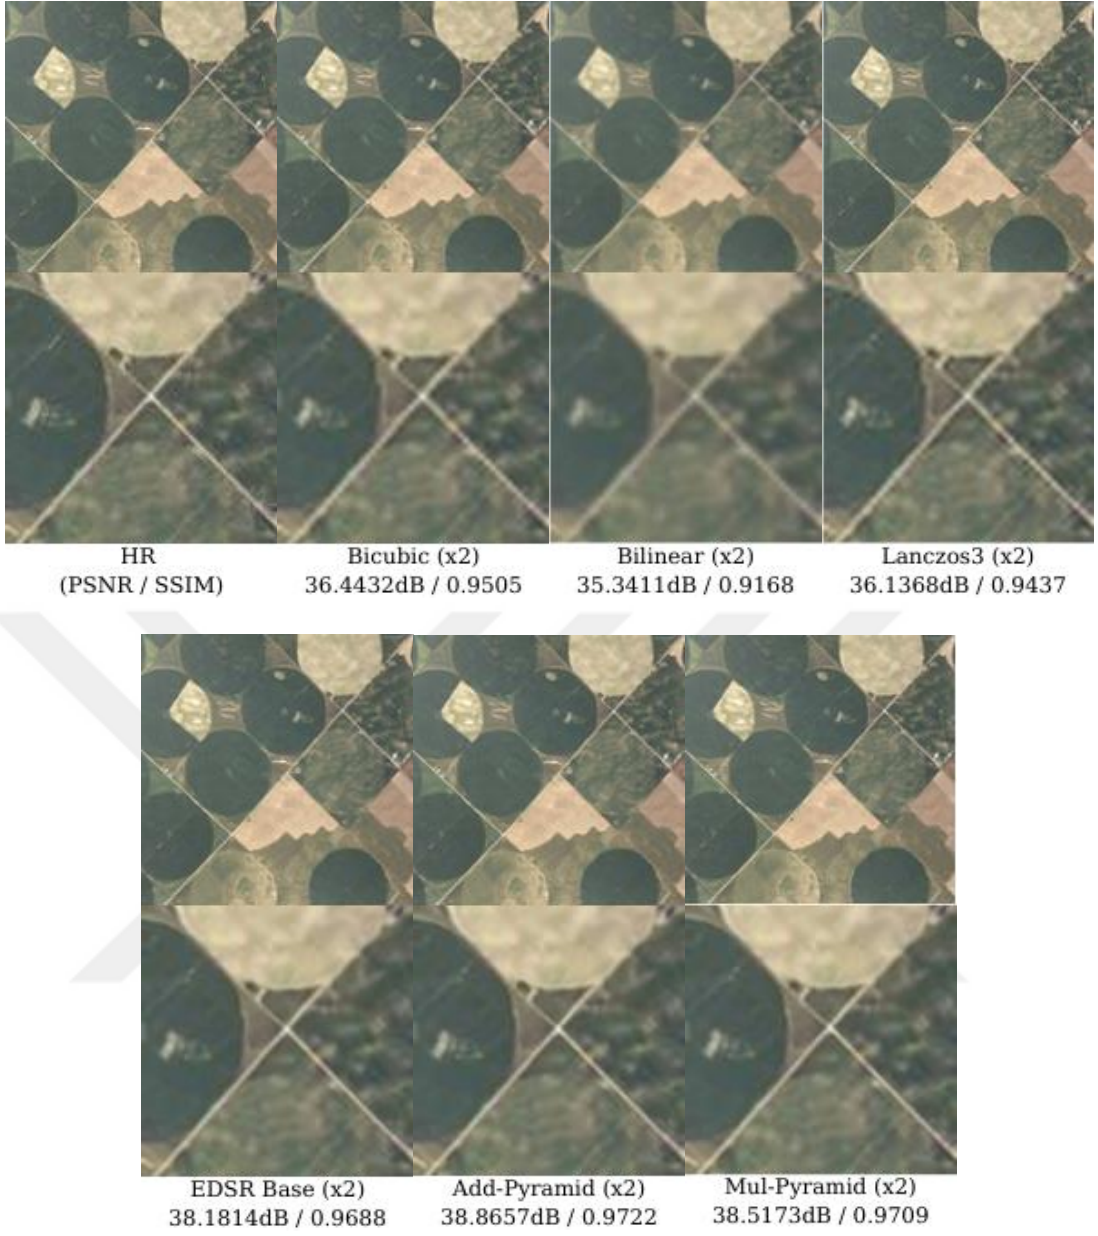 HR
(PSNR / SSIM)
Bicubic (x2)
36.4432dB / 0.9505
Bilinear (x2)
35.3411dB / 0.9168
Lanczos3 (x2)
36.1368dB / 0.9437
EDSR Base (x2)
38.1814dB / 0.9688
Add-Pyramid (x2)
38.8657dB / 0.9722
Mul-Pyramid (x2)
38.5173dB / 0.9709